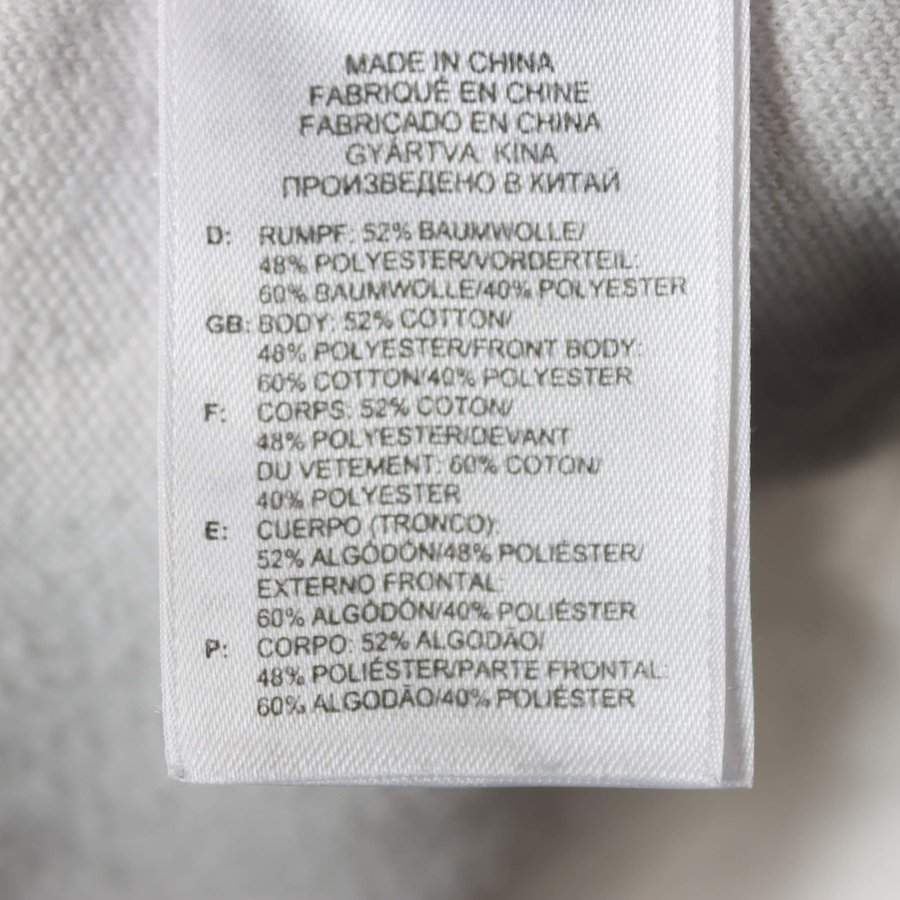 MADE IN CHINA
FABRIQUÉ EN CHINE
FABRICADO EN CHINA
GYÁRTVA: KINA
ПРОИЗВЕДЕНО В КИТАЙ
D: RUMPF: 52% BAUMWOLLE/
48% POLYESTER/VORDERTEIL:
60% BAUMWOLLE/40% POLYESTER
GB: BODY: 52% COTTON/
48% POLYESTER/FRONT BODY:
60% COTTON/40% POLYESTER
F: CORPS: 52% COTON/
48% POLYESTER/DEVANT
DU VETEMENT: 60% COTON/
40% POLYESTER
E: CUERPO (TRONCO):
52% ALGÓDÓN/48% POLIÉSTER/
EXTERNO FRONTAL:
60% ALGÓDÓN/40% POLIÉSTER
P: CORPO: 52% ALGODÃO/
48% POLIÉSTER/PARTE FRONTAL:
60% ALGODÃO/40% POLIÉSTER